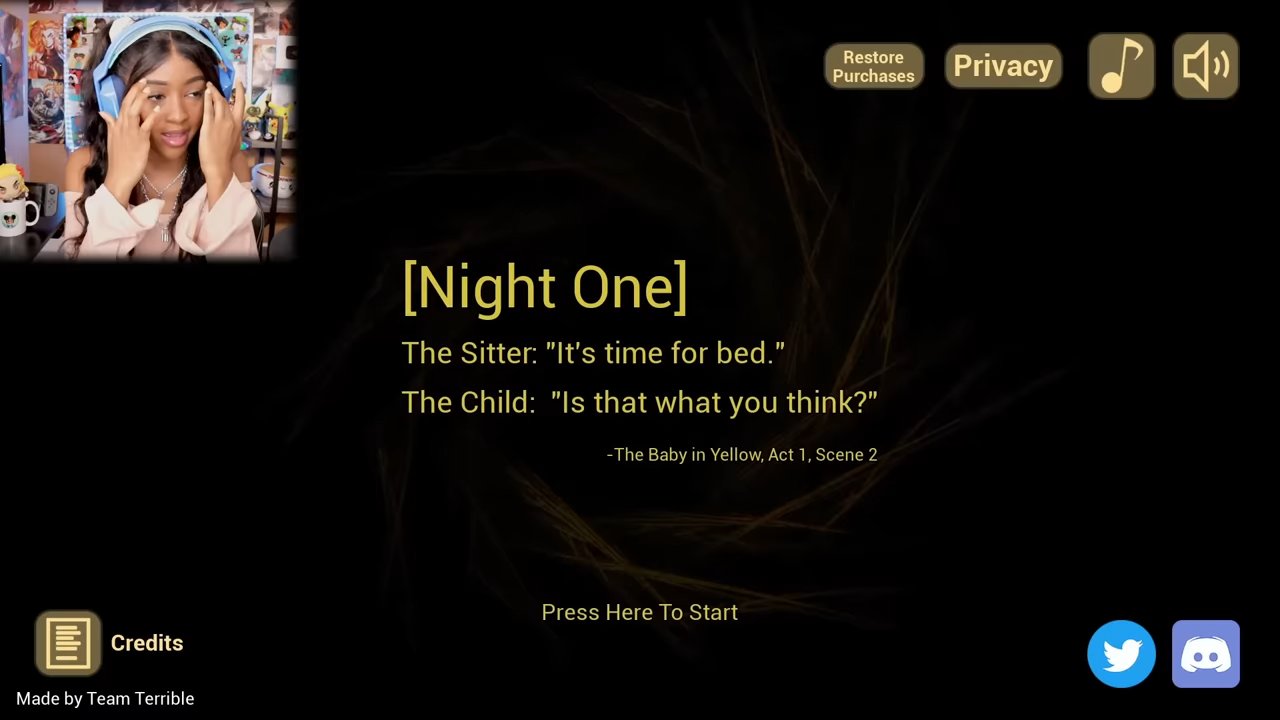 Restore
Purchases
Privacy
[Night One]
The Sitter: "It's time for bed."
The Child:  "Is that what you think?"
-The Baby in Yellow, Act 1, Scene 2
Press Here To Start
Credits
Made by Team Terrible